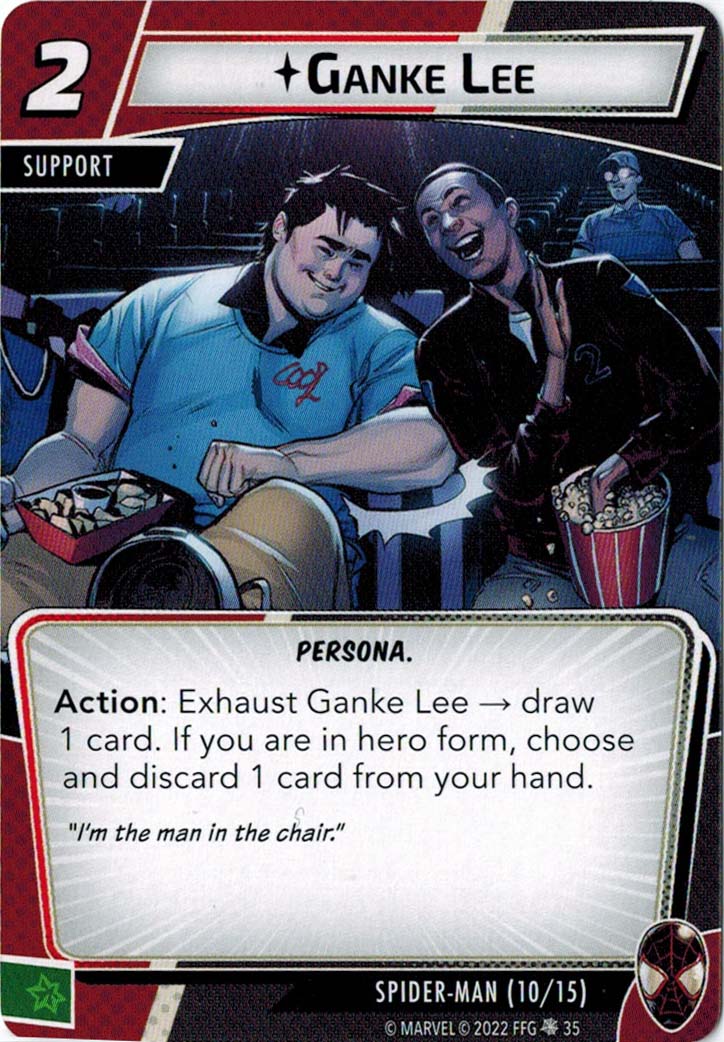 2
GANKE LEE
SUPPORT
cool
2
PERSONA.
Action: Exhaust Ganke Lee → draw
1 card. If you are in hero form, choose
and discard 1 card from your hand.
"I'm the man in the chair."
SPIDER-MAN (10/15)
© MARVEL © 2022 FFG 35